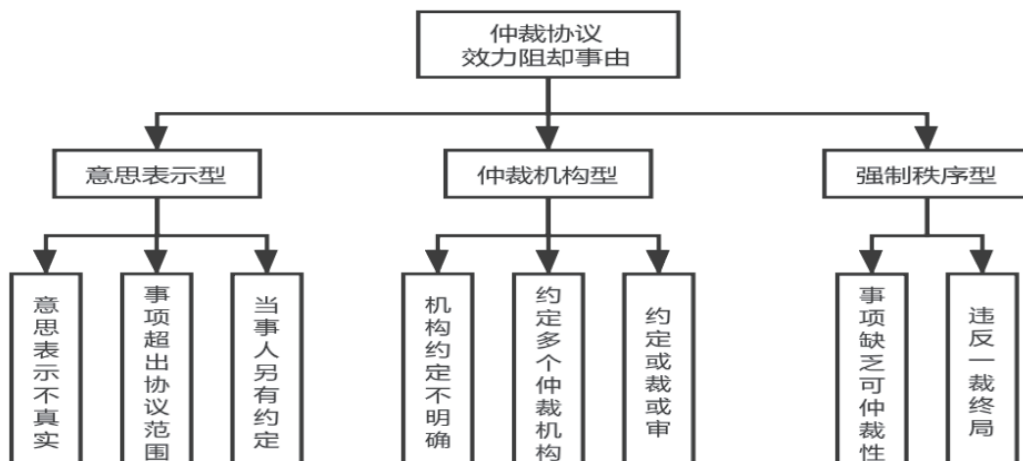 仲裁协议
效力阻却事由
意思表示型
仲裁机构型
强制秩序型
意思表示不真实
事项超出协议范围
当事人另有约定
机构约定不明确
约定多个仲裁机构
约定或裁或审
事项缺乏可仲裁性
违反一裁终局